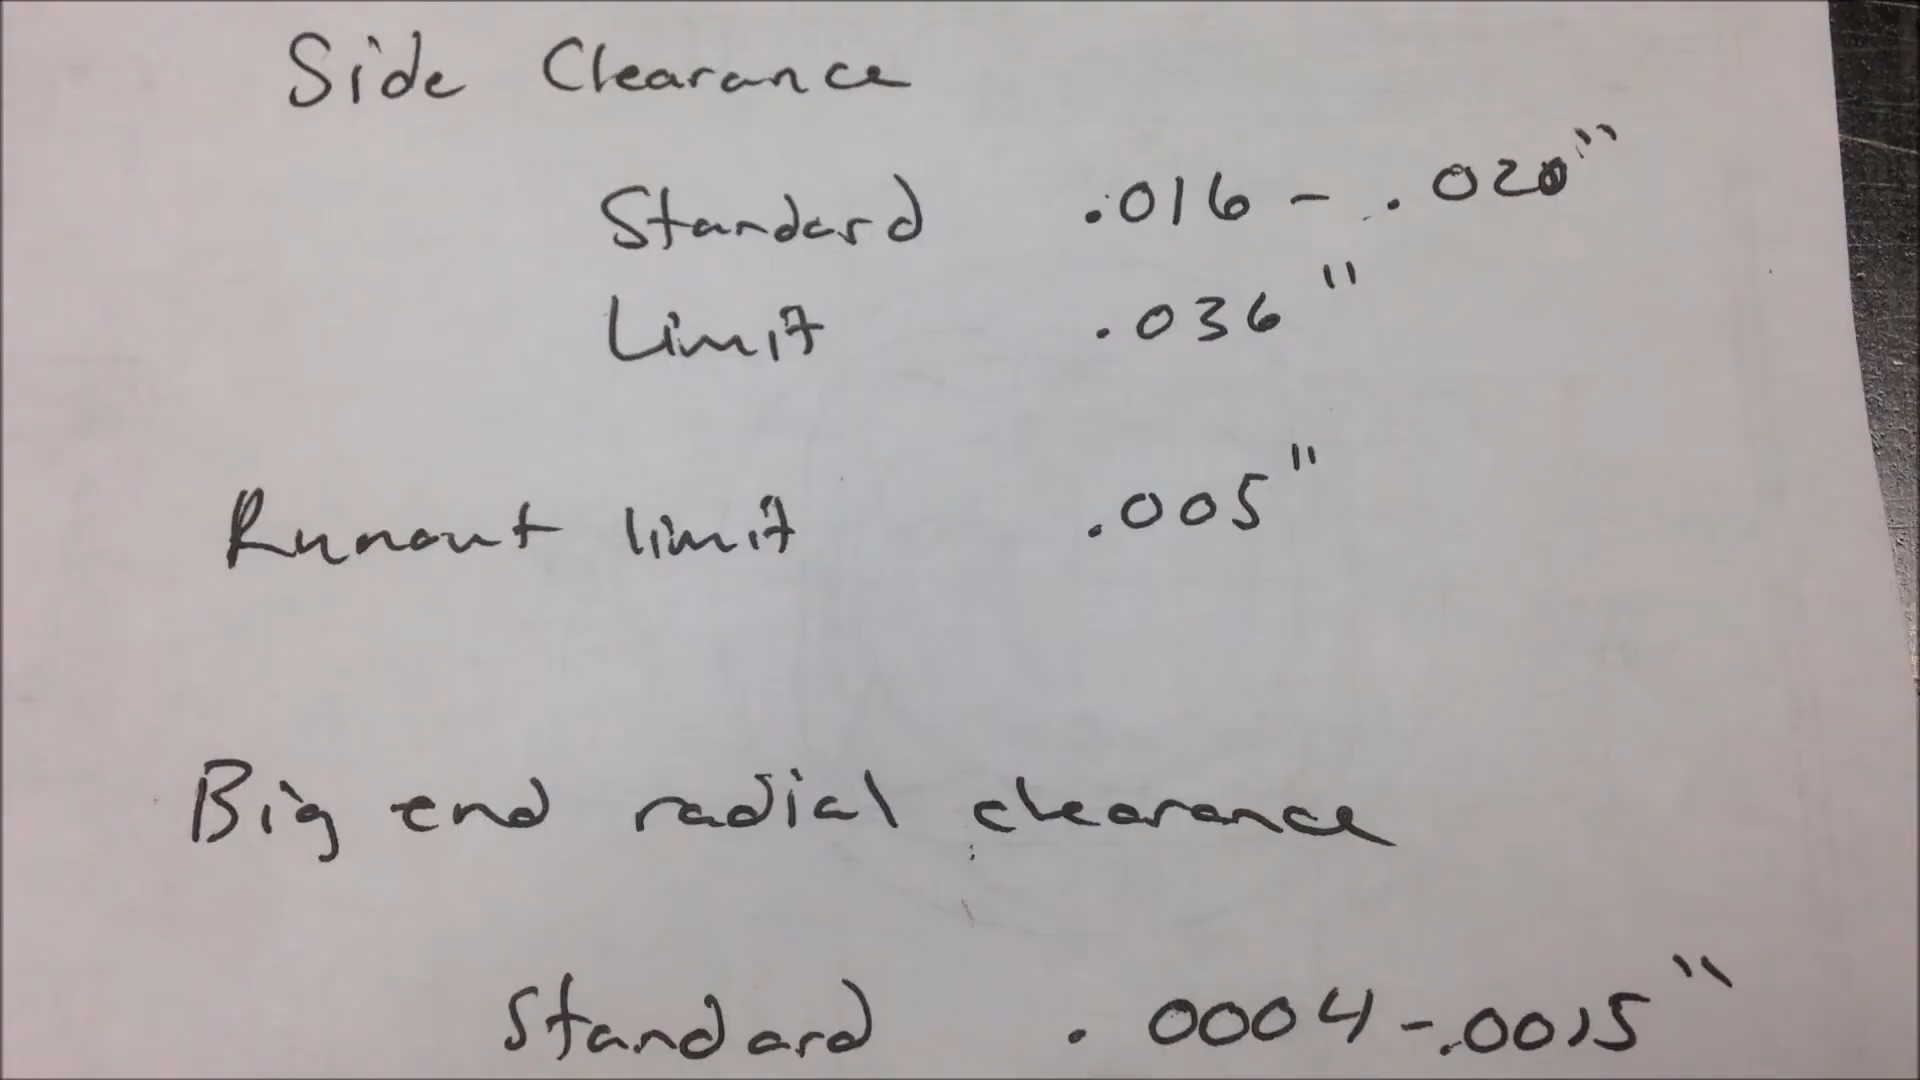 Side Clearance
Standard .016 - .020"
Limit .036"
Runout limit .005"
Big end radial clearance
Standard .0004 - .0015"